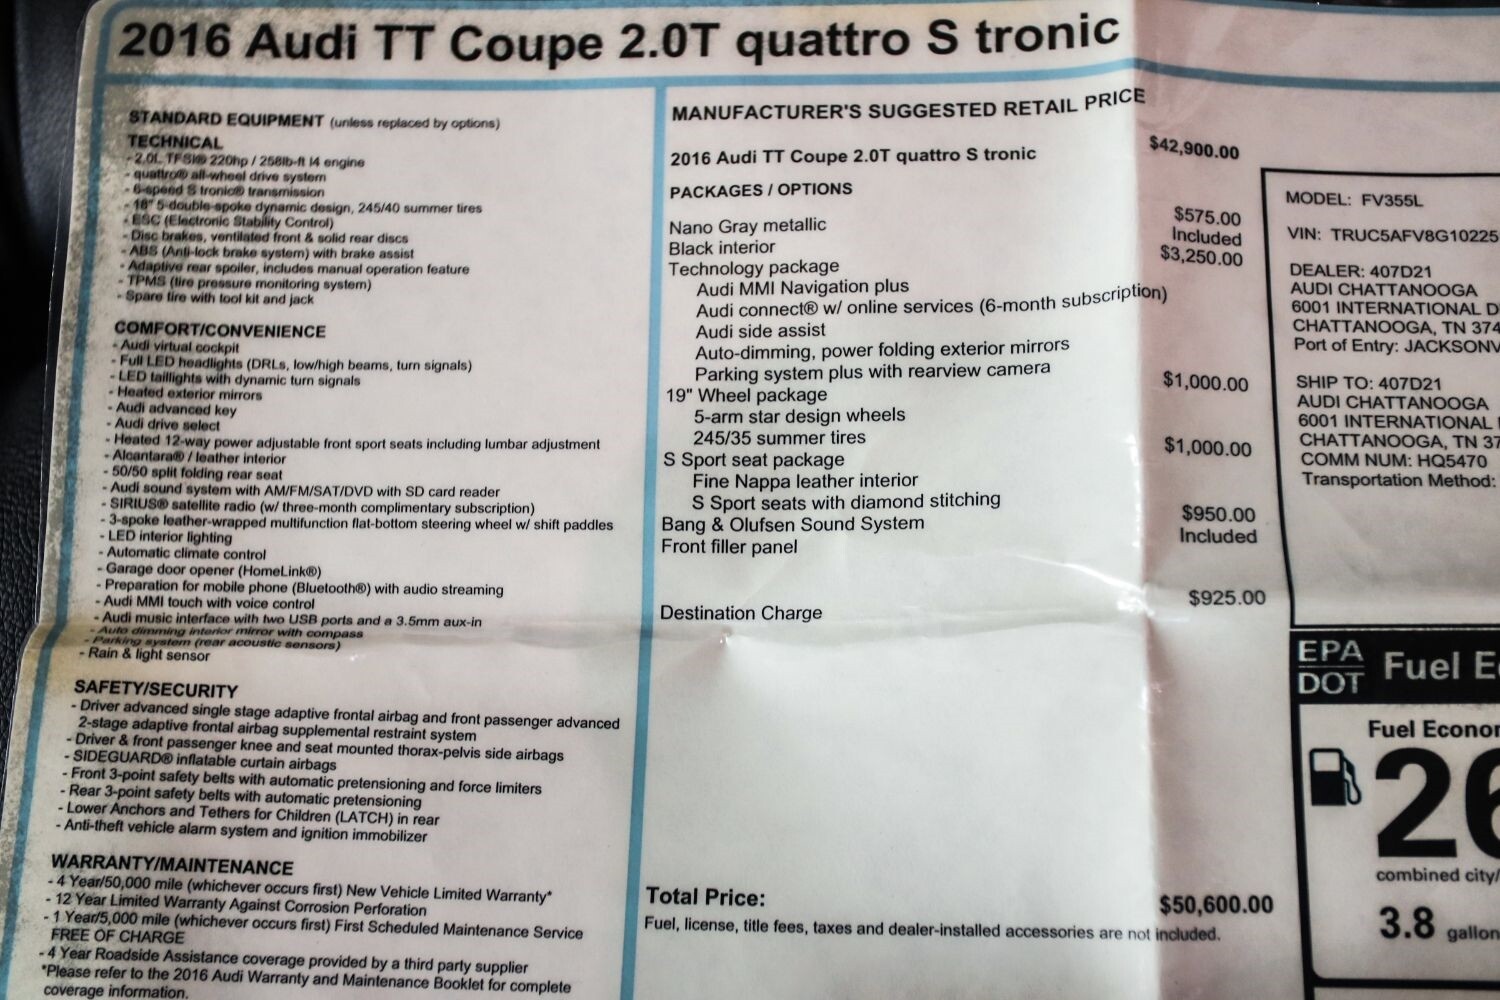 2016 Audi TT Coupe 2.0T quattro S tronic
STANDARD EQUIPMENT (unless replaced by options)
TECHNICAL
- 2.0L TFSI® 220hp / 258lb-ft I4 engine
- quattro® all-wheel drive system
- 6-speed S tronic® transmission
- 18" 5-double-spoke dynamic design, 245/40 summer tires
- ESC (Electronic Stability Control)
- Disc brakes, ventilated front & solid rear discs
- ABS (Anti-lock brake system) with brake assist
- Adaptive rear spoiler, includes manual operation feature
- TPMS (tire pressure monitoring system)
- Spare tire with tool kit and jack
COMFORT/CONVENIENCE
- Audi virtual cockpit
- Full LED headlights (DRLs, low/high beams, turn signals)
- LED taillights with dynamic turn signals
- Heated exterior mirrors
- Audi advanced key
- Audi drive select
- Heated 12-way power adjustable front sport seats including lumbar adjustment
- Alcantara® / leather interior
- 50/50 split folding rear seat
- Audi sound system with AM/FM/SAT/DVD with SD card reader
- SIRIUS® satellite radio (w/ three-month complimentary subscription)
- 3-spoke leather-wrapped multifunction flat-bottom steering wheel w/ shift paddles
- LED interior lighting
- Automatic climate control
- Garage door opener (HomeLink®)
- Preparation for mobile phone (Bluetooth®) with audio streaming
- Audi MMI touch with voice control
- Audi music interface with two USB ports and a 3.5mm aux-in
- Auto dimming interior mirror with compass
- Parking system (rear acoustic sensors)
- Rain & light sensor
SAFETY/SECURITY
- Driver advanced single stage adaptive frontal airbag and front passenger advanced
2-stage adaptive frontal airbag supplemental restraint system
- Driver & front passenger knee and seat mounted thorax-pelvis side airbags
- SIDEGUARD® inflatable curtain airbags
- Front 3-point safety belts with automatic pretensioning and force limiters
- Rear 3-point safety belts with automatic pretensioning
- Lower Anchors and Tethers for Children (LATCH) in rear
- Anti-theft vehicle alarm system and ignition immobilizer
WARRANTY/MAINTENANCE
- 4 Year/50,000 mile (whichever occurs first) New Vehicle Limited Warranty*
- 12 Year Limited Warranty Against Corrosion Perforation
- 1 Year/5,000 mile (whichever occurs first) First Scheduled Maintenance Service
FREE OF CHARGE
- 4 Year Roadside Assistance coverage provided by a third party supplier
*Please refer to the 2016 Audi Warranty and Maintenance Booklet for complete
coverage information.
MANUFACTURER'S SUGGESTED RETAIL PRICE
2016 Audi TT Coupe 2.0T quattro S tronic $42,900.00
PACKAGES / OPTIONS
Nano Gray metallic $575.00
Black interior Included
Technology package $3,250.00
Audi MMI Navigation plus
Audi connect® w/ online services (6-month subscription)
Audi side assist
Auto-dimming, power folding exterior mirrors
Parking system plus with rearview camera
19" Wheel package $1,000.00
5-arm star design wheels
245/35 summer tires
S Sport seat package $1,000.00
Fine Nappa leather interior
S Sport seats with diamond stitching
Bang & Olufsen Sound System $950.00
Front filler panel Included
Destination Charge $925.00
Total Price: $50,600.00
Fuel, license, title fees, taxes and dealer-installed accessories are not included.
MODEL: FV355L
VIN: TRUC5AFV8G10225
DEALER: 407D21
AUDI CHATTANOOGA
6001 INTERNATIONAL D
CHATTANOOGA, TN 374
Port of Entry: JACKSONV
SHIP TO: 407D21
AUDI CHATTANOOGA
6001 INTERNATIONAL
CHATTANOOGA, TN 37
COMM NUM: HQ5470
Transportation Method:
EPA
DOT
Fuel E
Fuel Econo
26
combined city/
3.8 gallon